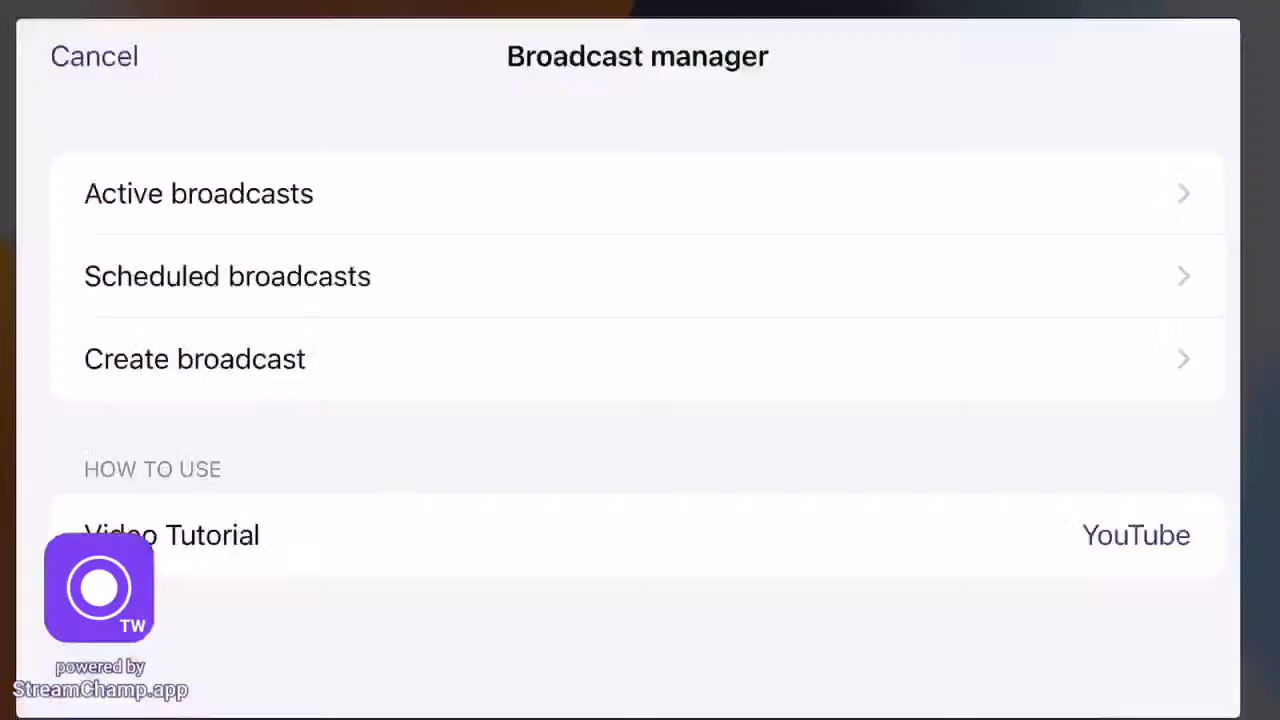 Cancel
Broadcast manager
Active broadcasts
Scheduled broadcasts
Create broadcast
HOW TO USE
Video Tutorial
YouTube
TW
powered by
StreamChamp.app